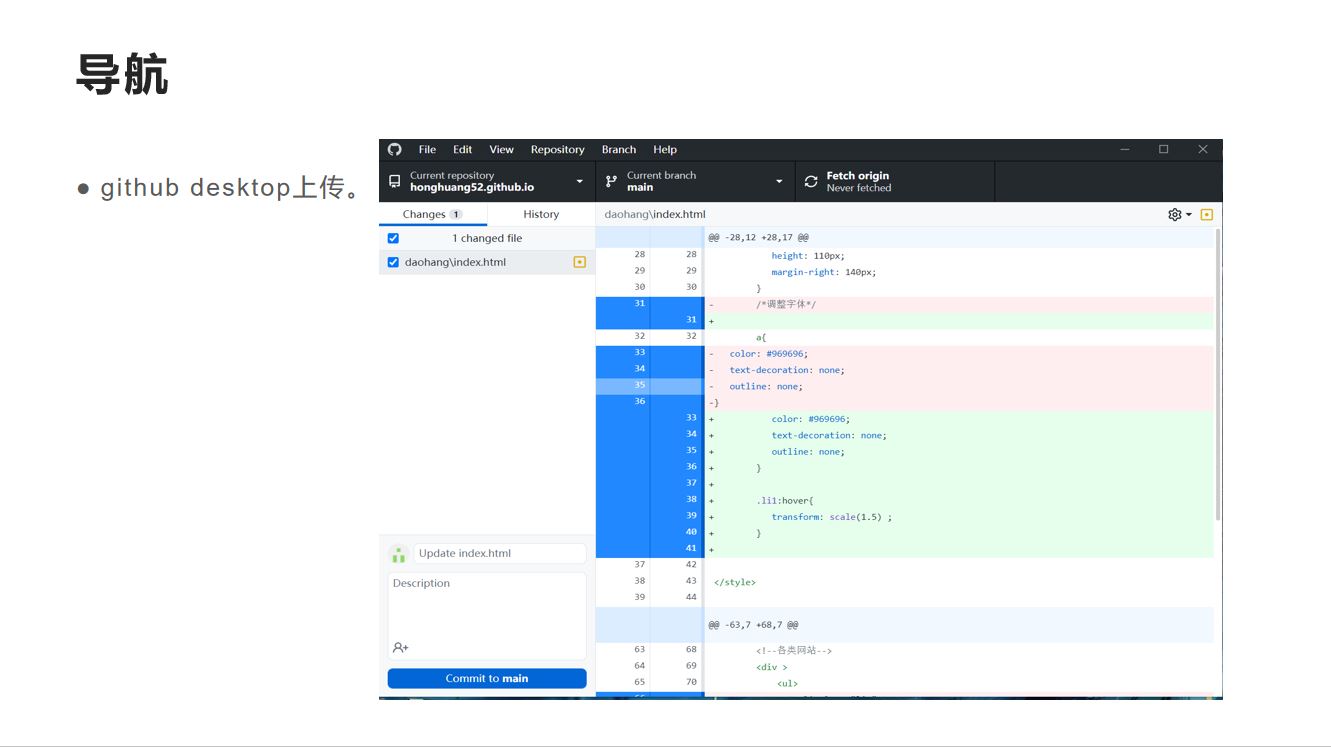 导航
● github desktop上传。
File Edit View Repository Branch Help
Current repository
honghuang52.github.io
Current branch
main
Fetch origin
Never fetched
Changes 1 History
daohang\index.html
1 changed file
daohang\index.html
@@ -28,12 +28,17 @@
28 28 height: 110px;
29 29 margin-right: 140px;
30 30 }
31 - /*调整字体*/
31 +
32 32 a{
33 - color: #969696;
34 - text-decoration: none;
35 - outline: none;
36 -}
33 + color: #969696;
34 + text-decoration: none;
35 + outline: none;
36 + }
37 +
38 + .li1:hover{
39 + transform: scale(1.5) ;
40 + }
41 +
37 42
38 43 </style>
39 44
@@ -63,7 +68,7 @@
63 68 <!--各类网站-->
64 69 <div >
65 70 <ul>
Update index.html
Description
Commit to main